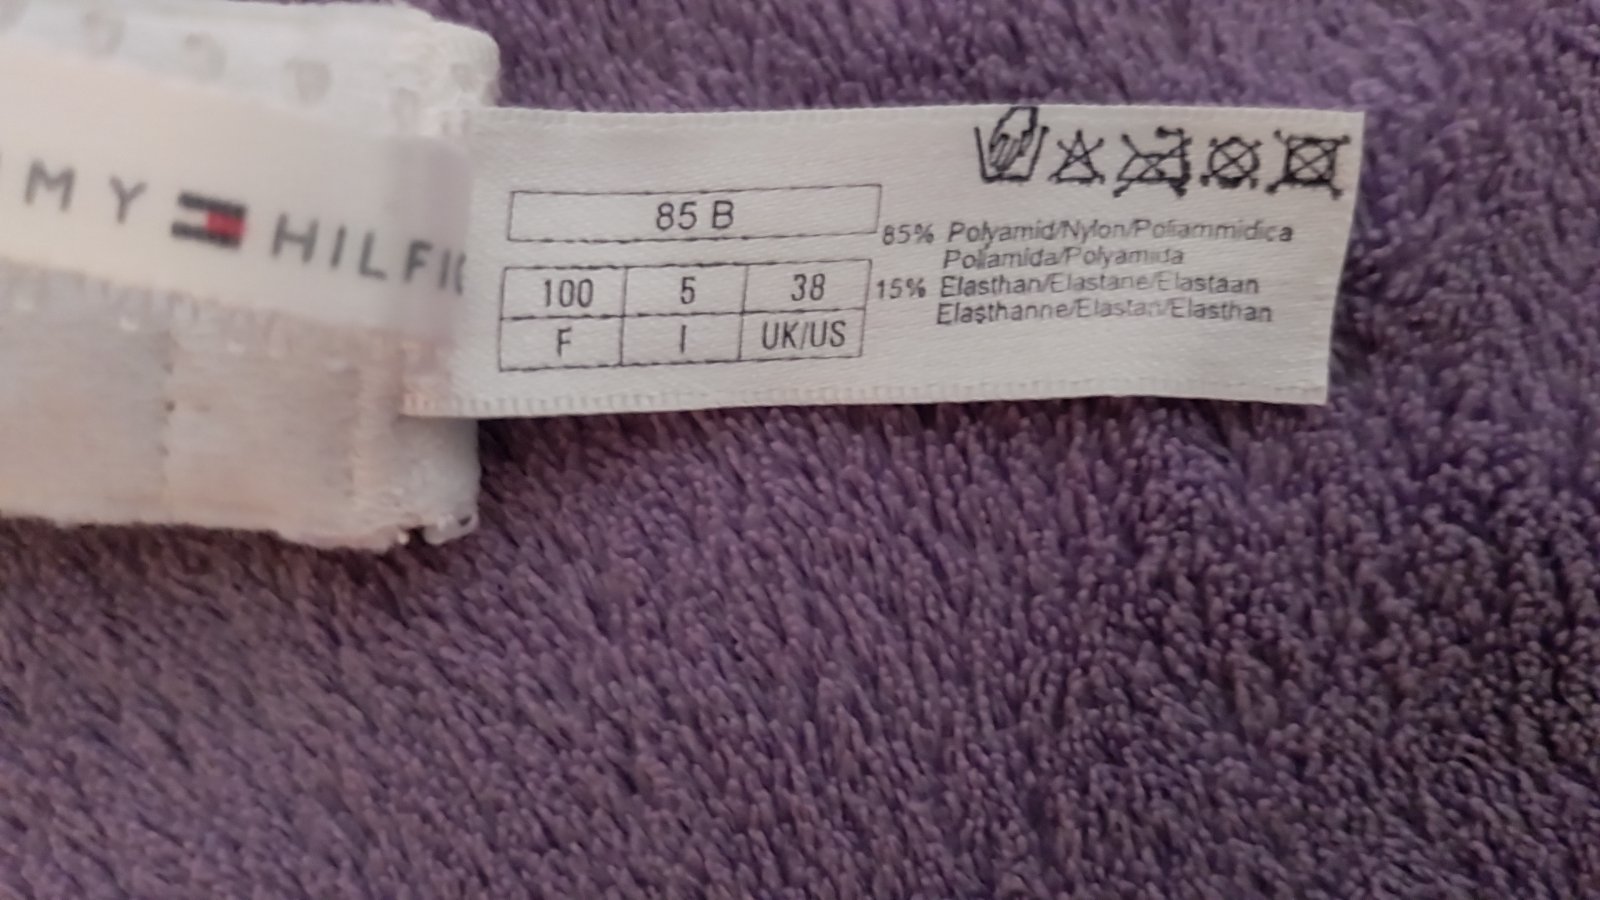 MMY HILFIG
85 B
100 5 38
F I UK/US
85% Polyamid/Nylon/Poliammidica
Poliamida/Polyamida
15% Elasthan/Elastane/Elastaan
Elasthanne/Elastan/Elasthan